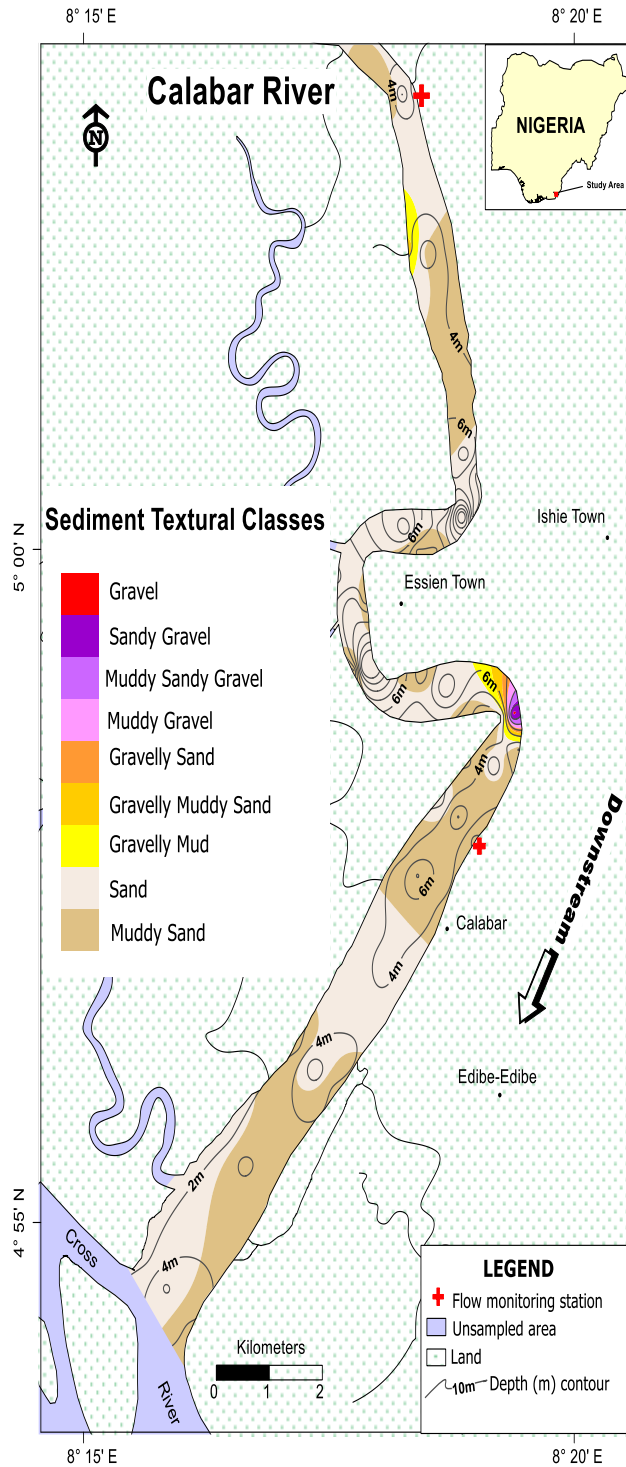 8° 15' E
8° 20' E
Calabar River
N
NIGERIA
Study Area
4m
4m
6m
6m
Ishie Town
5° 00' N
Essien Town
Sediment Textural Classes
Gravel
Sandy Gravel
Muddy Sandy Gravel
Muddy Gravel
Gravelly Sand
Gravelly Muddy Sand
Gravelly Mud
Sand
Muddy Sand
6m
6m
4m
Downstream
6m
Calabar
4m
4m
Edibe-Edibe
2m
4° 55' N
Cross
River
4m
LEGEND
Flow monitoring station
Unsampled area
Land
10m Depth (m) contour
Kilometers
0 1 2
8° 15' E
8° 20' E